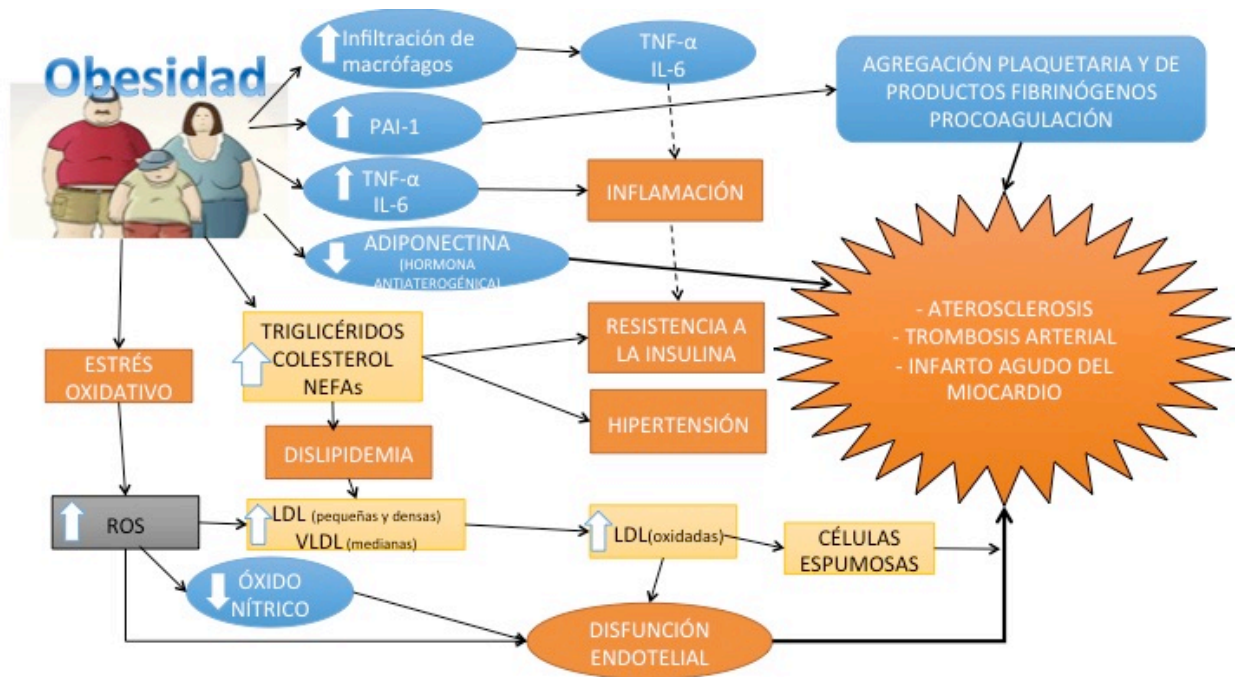 Obesidad
Infiltración de
macrófagos
TNF-α
IL-6
AGREGACIÓN PLAQUETARIA Y DE
PRODUCTOS FIBRINÓGENOS
PROCOAGULACIÓN
PAI-1
TNF-α
IL-6
INFLAMACIÓN
ADIPONECTINA
(HORMONA
ANTIATEROGÉNICA)
TRIGLICÉRIDOS
COLESTEROL
NEFAs
RESISTENCIA A
LA INSULINA
- ATEROSCLEROSIS
- TROMBOSIS ARTERIAL
- INFARTO AGUDO DEL
MIOCARDIO
ESTRÉS
OXIDATIVO
HIPERTENSIÓN
DISLIPIDEMIA
ROS
LDL (pequeñas y densas)
VLDL (medianas)
LDL(oxidadas)
CÉLULAS
ESPUMOSAS
ÓXIDO
NÍTRICO
DISFUNCIÓN
ENDOTELIAL